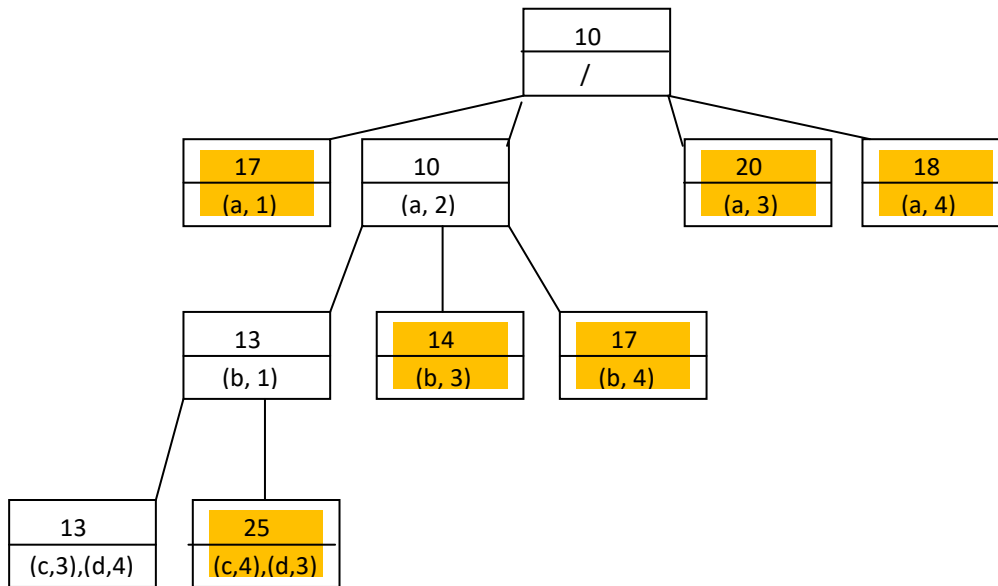 10
/
17
(a, 1)
10
(a, 2)
20
(a, 3)
18
(a, 4)
13
(b, 1)
14
(b, 3)
17
(b, 4)
13
(c,3),(d,4)
25
(c,4),(d,3)